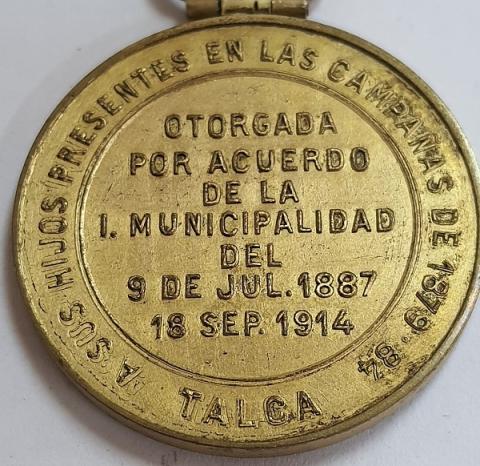 TALCA
A SUS HIJOS PRESENTES EN LAS CAMPAÑAS DE 1879 84
OTORGADA
POR ACUERDO
DE LA
I. MUNICIPALIDAD
DEL
9 DE JUL. 1887
18 SEP. 1914